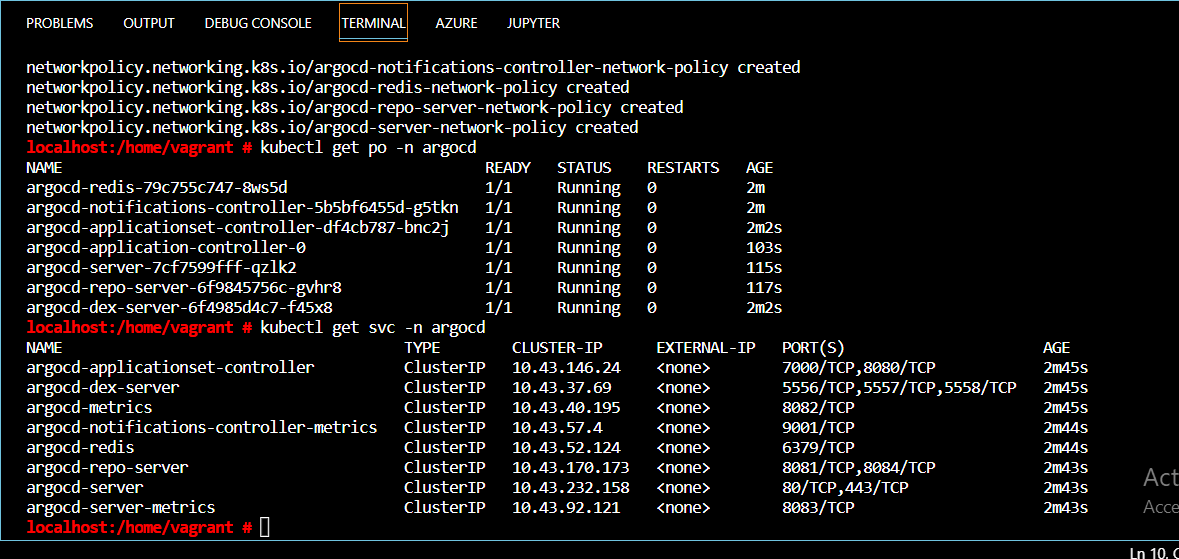 PROBLEMS OUTPUT DEBUG CONSOLE TERMINAL AZURE JUPYTER
networkpolicy.networking.k8s.io/argocd-notifications-controller-network-policy created
networkpolicy.networking.k8s.io/argocd-redis-network-policy created
networkpolicy.networking.k8s.io/argocd-repo-server-network-policy created
networkpolicy.networking.k8s.io/argocd-server-network-policy created
localhost:/home/vagrant # kubectl get po -n argocd
NAME READY STATUS RESTARTS AGE
argocd-redis-79c755c747-8ws5d 1/1 Running 0 2m
argocd-notifications-controller-5b5bf6455d-g5tkn 1/1 Running 0 2m
argocd-applicationset-controller-df4cb787-bnc2j 1/1 Running 0 2m2s
argocd-application-controller-0 1/1 Running 0 103s
argocd-server-7cf7599fff-qzlk2 1/1 Running 0 115s
argocd-repo-server-6f9845756c-gvhr8 1/1 Running 0 117s
argocd-dex-server-6f4985d4c7-f45x8 1/1 Running 0 2m2s
localhost:/home/vagrant # kubectl get svc -n argocd
NAME TYPE CLUSTER-IP EXTERNAL-IP PORT(S) AGE
argocd-applicationset-controller ClusterIP 10.43.146.24 <none> 7000/TCP,8080/TCP 2m45s
argocd-dex-server ClusterIP 10.43.37.69 <none> 5556/TCP,5557/TCP,5558/TCP 2m45s
argocd-metrics ClusterIP 10.43.40.195 <none> 8082/TCP 2m45s
argocd-notifications-controller-metrics ClusterIP 10.43.57.4 <none> 9001/TCP 2m44s
argocd-redis ClusterIP 10.43.52.124 <none> 6379/TCP 2m44s
argocd-repo-server ClusterIP 10.43.170.173 <none> 8081/TCP,8084/TCP 2m43s
argocd-server ClusterIP 10.43.232.158 <none> 80/TCP,443/TCP 2m43s
argocd-server-metrics ClusterIP 10.43.92.121 <none> 8083/TCP 2m43s
localhost:/home/vagrant #
Act
Acce
Ln 10,